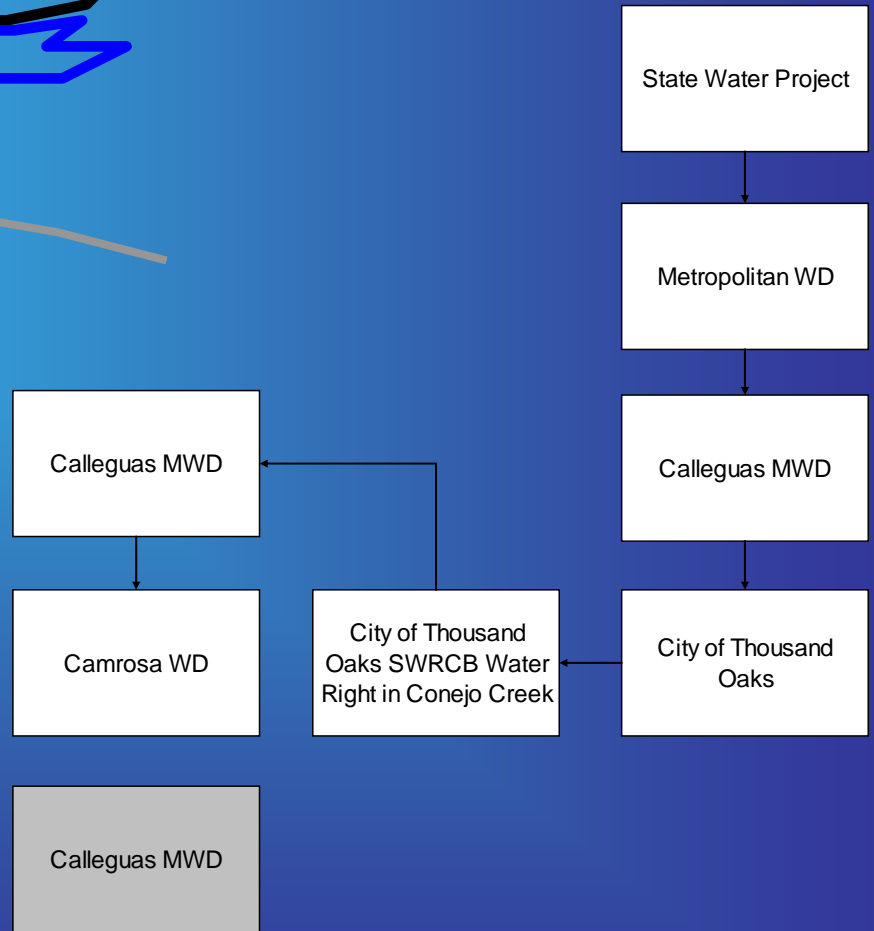 State Water Project
Metropolitan WD
Calleguas MWD
Calleguas MWD
Camrosa WD
City of Thousand
Oaks SWRCB Water
Right in Conejo Creek
City of Thousand
Oaks
Calleguas MWD